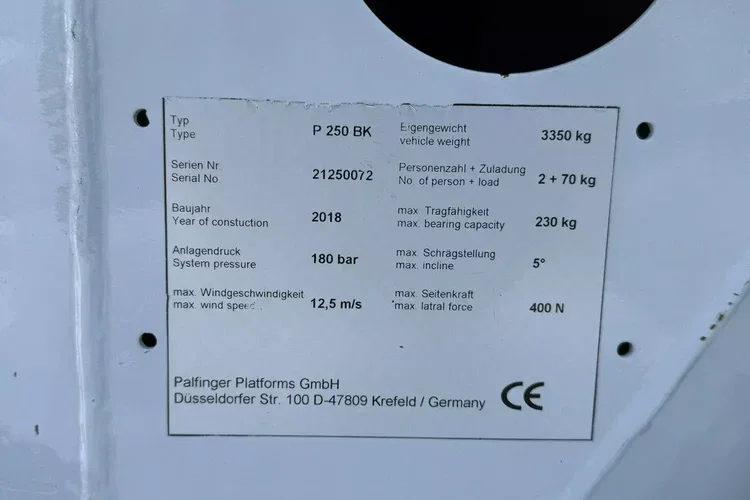 Typ
Type P 250 BK
Serien Nr
Serial No 21250072
Baujahr
Year of constuction 2018
Anlagendruck
System pressure 180 bar
max. Windgeschwindigkeit
max. wind speed 12,5 m/s
Eigengewicht
vehicle weight 3350 kg
Personenzahl + Zuladung
No. of person + load 2 + 70 kg
max. Tragfähigkeit
max. bearing capacity 230 kg
max. Schrägstellung
max. incline 5°
max. Seitenkraft
max. latral force 400 N
Palfinger Platforms GmbH
Düsseldorfer Str. 100 D-47809 Krefeld / Germany
CE